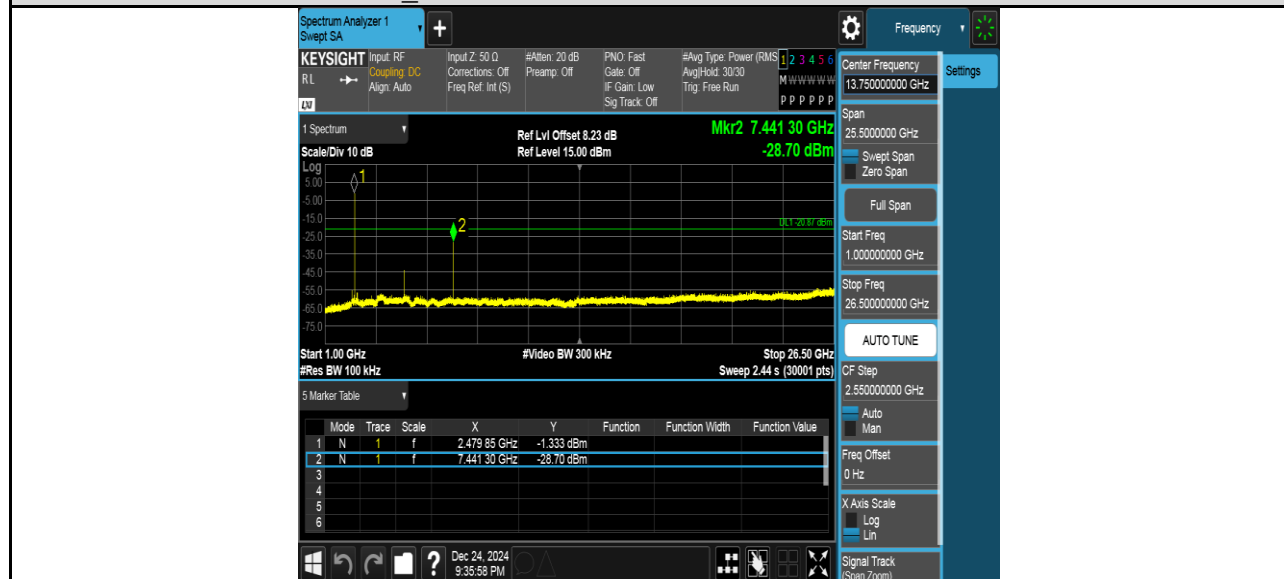 Spectrum Analyzer 1
Swept SA
+
Frequency
KEYSIGHT
RL
LXI
Input: RF
Coupling: DC
Align: Auto
Input Z: 50 Ω
Corrections: Off
Freq Ref: Int (S)
#Atten: 20 dB
Preamp: Off
PNO: Fast
Gate: Off
IF Gain: Low
Sig Track: Off
#Avg Type: Power (RMS
Avg|Hold: 30/30
Trig: Free Run
1 2 3 4 5 6
M W W W W W
P P P P P P
1 Spectrum
Scale/Div 10 dB
Log
Ref Lvl Offset 8.23 dB
Ref Level 15.00 dBm
Mkr2 7.441 30 GHz
-28.70 dBm
5.00
-5.00
-15.0
-25.0
-35.0
-45.0
-55.0
-65.0
-75.0
1
2
DL1 -20.87 dBm
Start 1.00 GHz
#Res BW 100 kHz
#Video BW 300 kHz
Stop 26.50 GHz
Sweep 2.44 s (30001 pts)
5 Marker Table
Mode Trace Scale X Y Function Function Width Function Value
1 N 1 f 2.479 85 GHz -1.333 dBm
2 N 1 f 7.441 30 GHz -28.70 dBm
3
4
5
6
?
Dec 24, 2024
9:35:58 PM
Center Frequency
13.750000000 GHz
Settings
Span
25.5000000 GHz
Swept Span
Zero Span
Full Span
Start Freq
1.000000000 GHz
Stop Freq
26.500000000 GHz
AUTO TUNE
CF Step
2.550000000 GHz
Auto
Man
Freq Offset
0 Hz
X Axis Scale
Log
Lin
Signal Track
(Span Zoom)